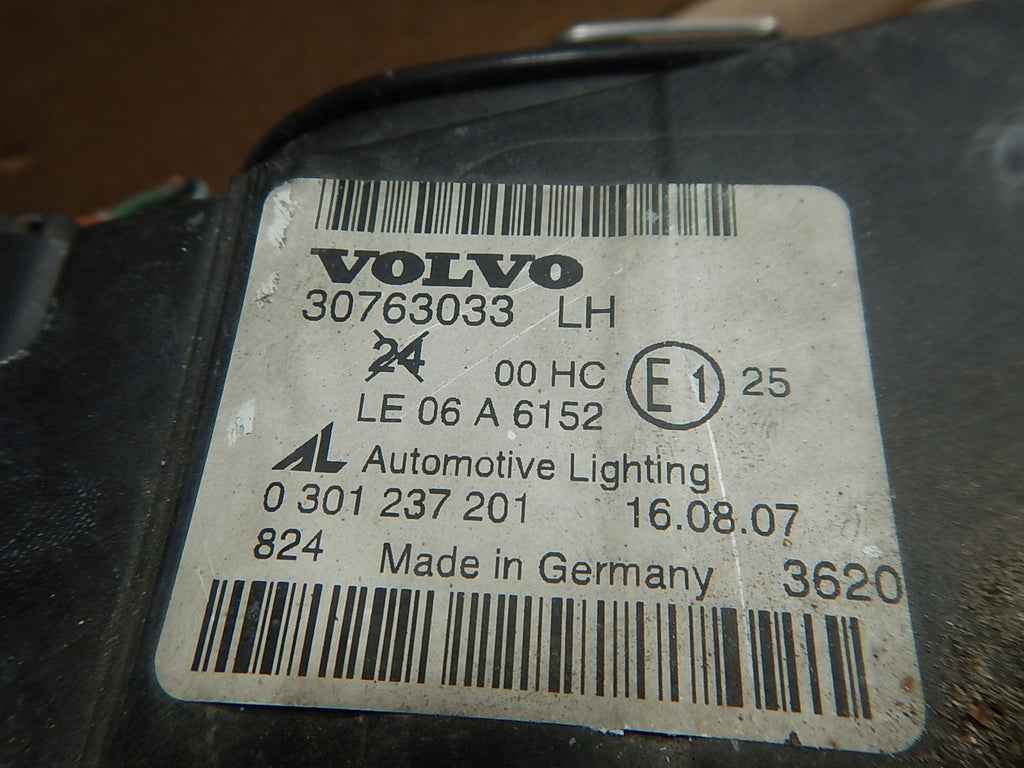 VOLVO
30763033 LH
24 00 HC E1 25
LE 06 A 6152
AL Automotive Lighting
0 301 237 201 16.08.07
824 Made in Germany 3620